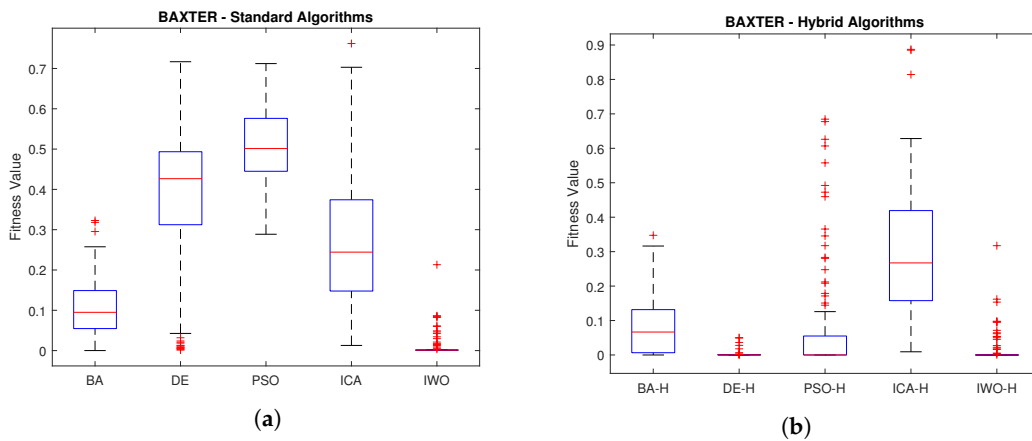 BAXTER - Standard Algorithms
Fitness Value
0.7
0.6
0.5
0.4
0.3
0.2
0.1
0
BA DE PSO ICA IWO
(a)
BAXTER - Hybrid Algorithms
Fitness Value
0.9
0.8
0.7
0.6
0.5
0.4
0.3
0.2
0.1
0
BA-H DE-H PSO-H ICA-H IWO-H
(b)